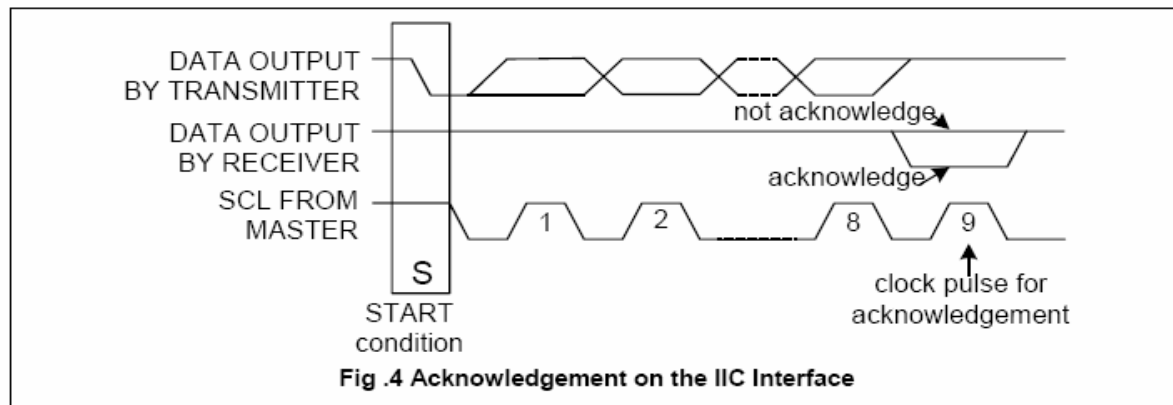 DATA OUTPUT
BY TRANSMITTER
not acknowledge
DATA OUTPUT
BY RECEIVER
acknowledge
SCL FROM
MASTER
1
2
8
9
S
START
condition
clock pulse for
acknowledgement
Fig .4 Acknowledgement on the IIC Interface